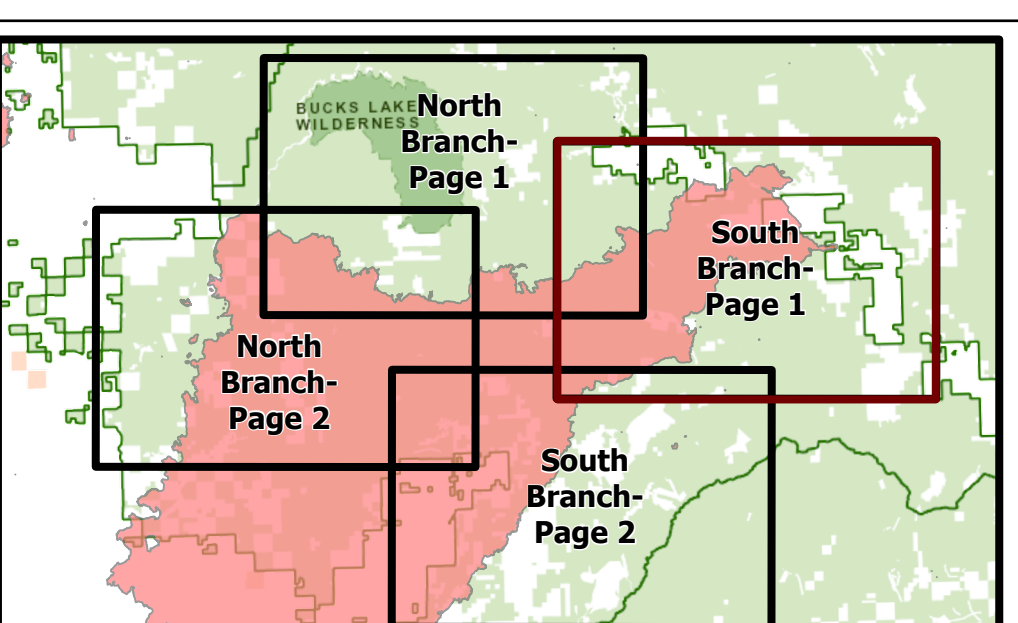 BUCKS LAKE
WILDERNESS
North
Branch-
Page 1
South
Branch-
Page 1
North
Branch-
Page 2
South
Branch-
Page 2